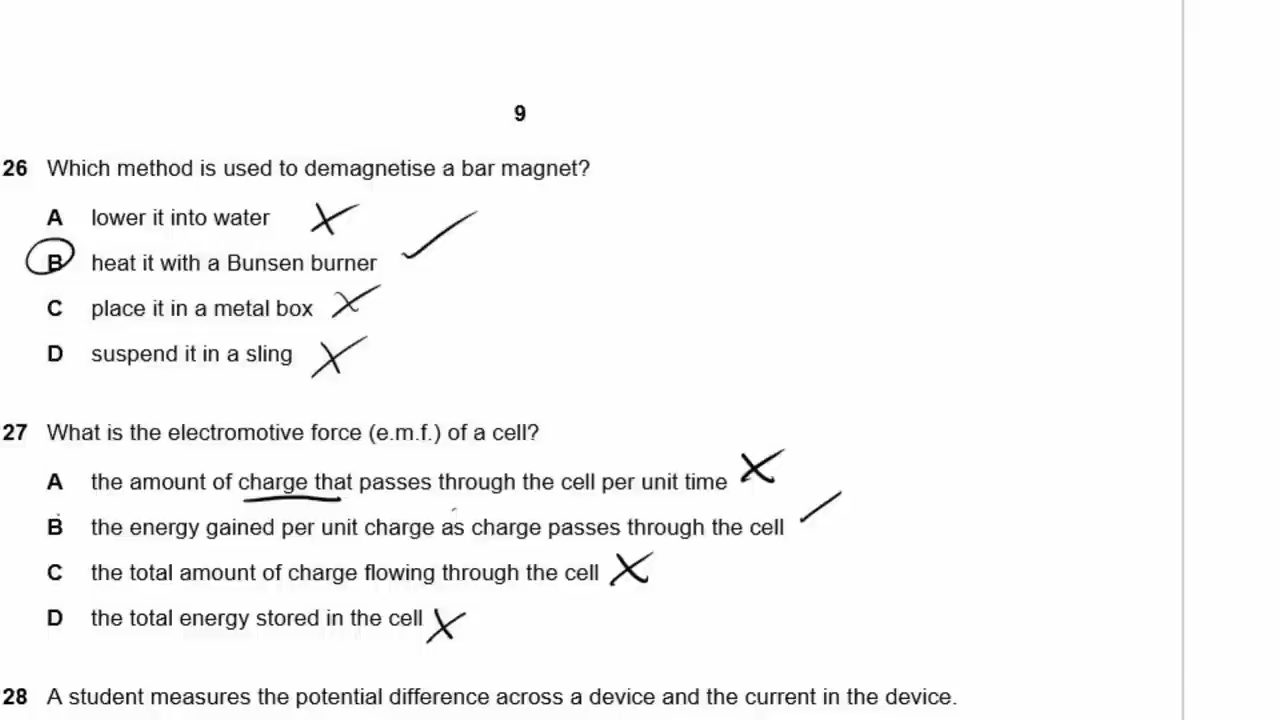 9
26 Which method is used to demagnetise a bar magnet?
A lower it into water
B heat it with a Bunsen burner
C place it in a metal box
D suspend it in a sling
27 What is the electromotive force (e.m.f.) of a cell?
A the amount of charge that passes through the cell per unit time
B the energy gained per unit charge as charge passes through the cell
C the total amount of charge flowing through the cell
D the total energy stored in the cell
28 A student measures the potential difference across a device and the current in the device.